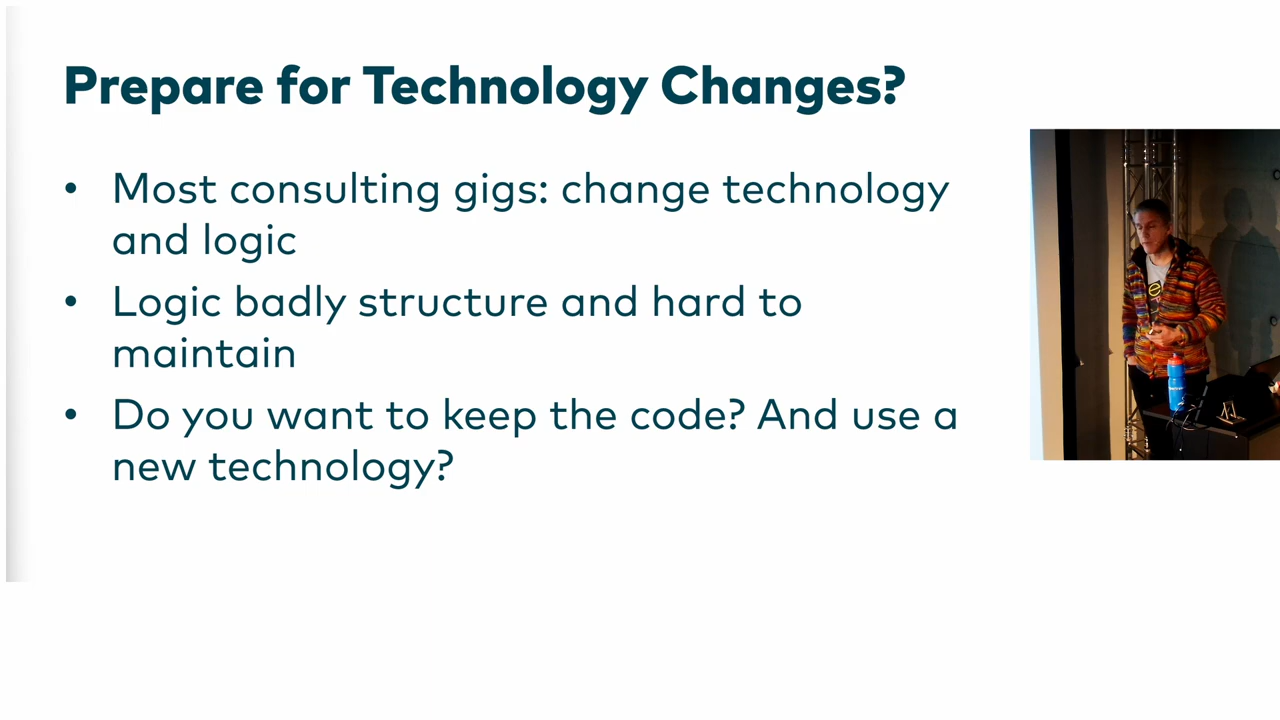 Prepare for Technology Changes?
• Most consulting gigs: change technology
and logic
• Logic badly structure and hard to
maintain
• Do you want to keep the code? And use a
new technology?